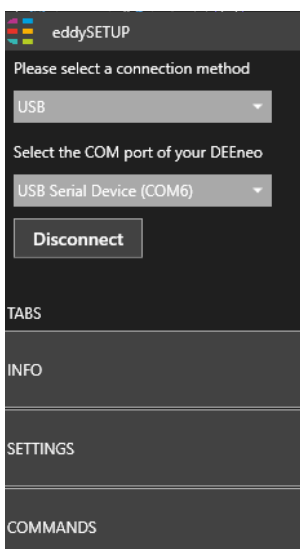 eddySETUP
Please select a connection method
USB
Select the COM port of your DEEneo
USB Serial Device (COM6)
Disconnect
TABS
INFO
SETTINGS
COMMANDS